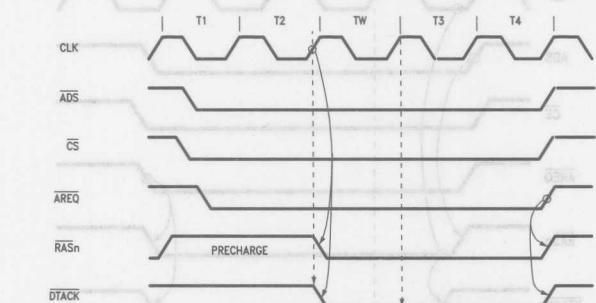 T1 T2 TW T3 T4
CLK
ADS
CS
AREQ
RASn PRECHARGE
DTACK